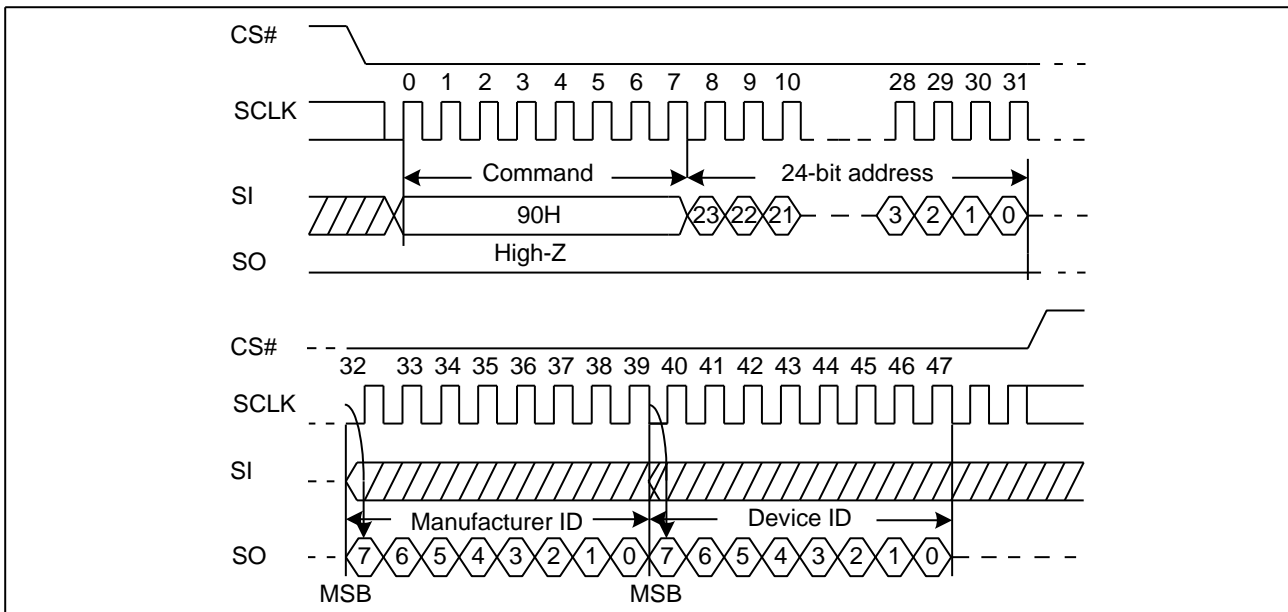 CS#
0 1 2 3 4 5 6 7 8 9 10 28 29 30 31
SCLK
Command 24-bit address
SI
90H 23 22 21 3 2 1 0
High-Z
SO
CS#
32 33 34 35 36 37 38 39 40 41 42 43 44 45 46 47
SCLK
SI
Manufacturer ID Device ID
SO 7 6 5 4 3 2 1 0 7 6 5 4 3 2 1 0
MSB MSB